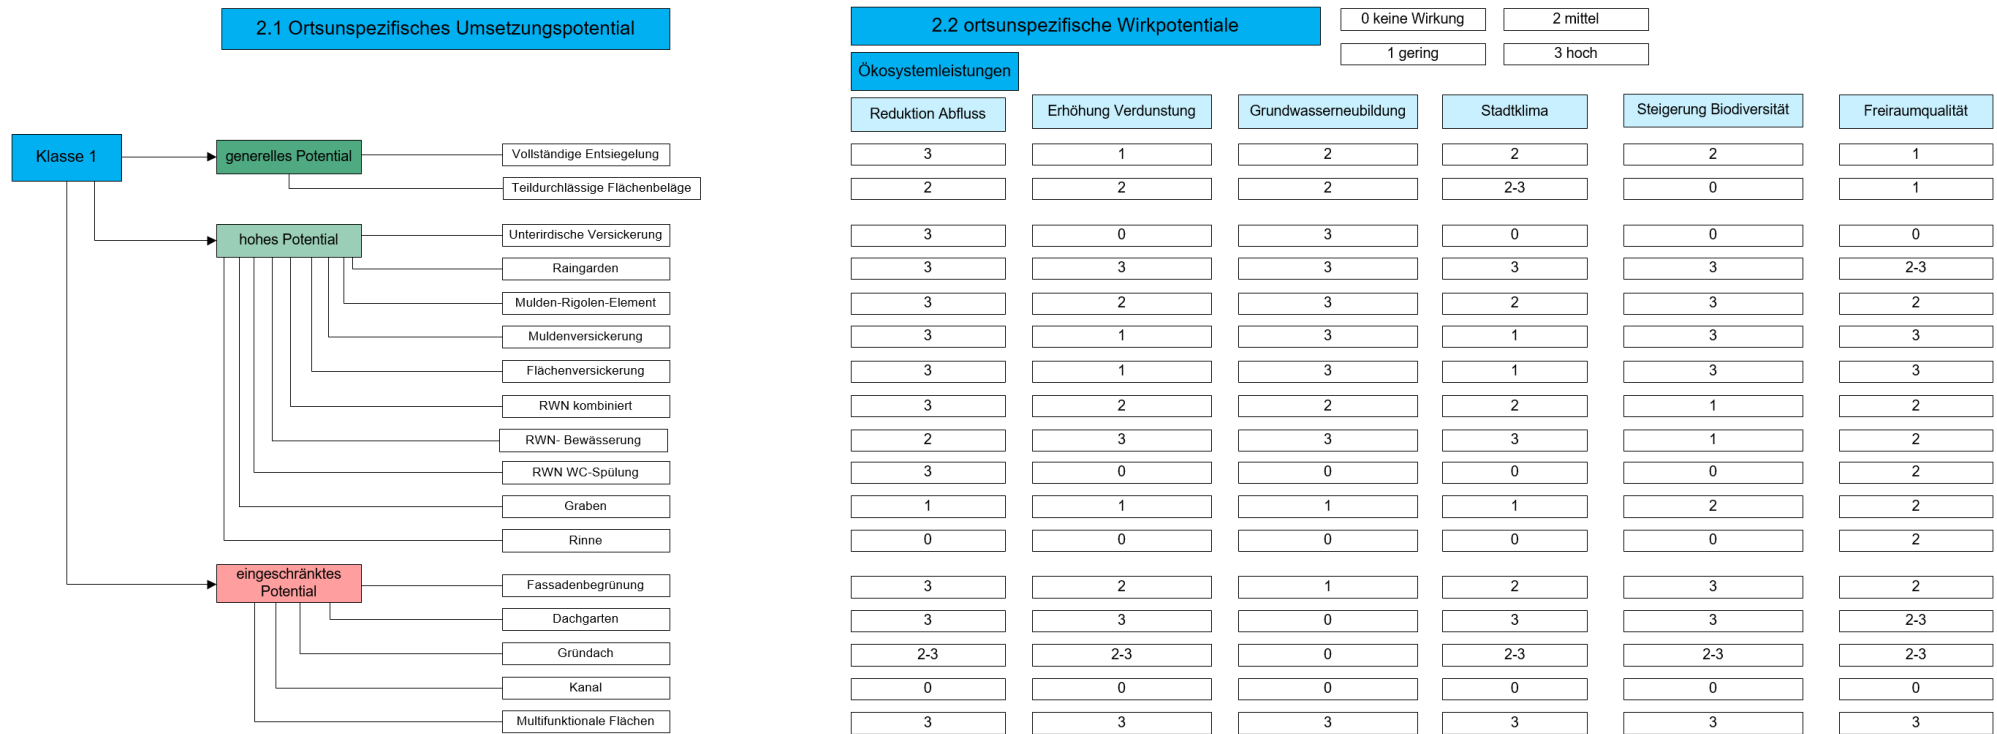 2.1 Ortsunspezifisches Umsetzungspotential
2.2 ortsunspezifische Wirkpotentiale
0 keine Wirkung
2 mittel
1 gering
3 hoch
Ökosystemleistungen
Reduktion Abfluss
Erhöhung Verdunstung
Grundwasserneubildung
Stadtklima
Steigerung Biodiversität
Freiraumqualität
Klasse 1
generelles Potential
Vollständige Entsiegelung 3 1 2 2 2 1
Teildurchlässige Flächenbeläge 2 2 2 2-3 0 1
hohes Potential
Unterirdische Versickerung 3 0 3 0 0 0
Raingarden 3 3 3 3 3 2-3
Mulden-Rigolen-Element 3 2 3 2 3 2
Muldenversickerung 3 1 3 1 3 3
Flächenversickerung 3 1 3 1 3 3
RWN kombiniert 3 2 2 2 1 2
RWN- Bewässerung 2 3 3 3 1 2
RWN WC-Spülung 3 0 0 0 0 2
Graben 1 1 1 1 2 2
Rinne 0 0 0 0 0 2
eingeschränktes
Potential
Fassadenbegrünung 3 2 1 2 3 2
Dachgarten 3 3 0 3 3 2-3
Gründach 2-3 2-3 0 2-3 2-3 2-3
Kanal 0 0 0 0 0 0
Multifunktionale Flächen 3 3 3 3 3 3